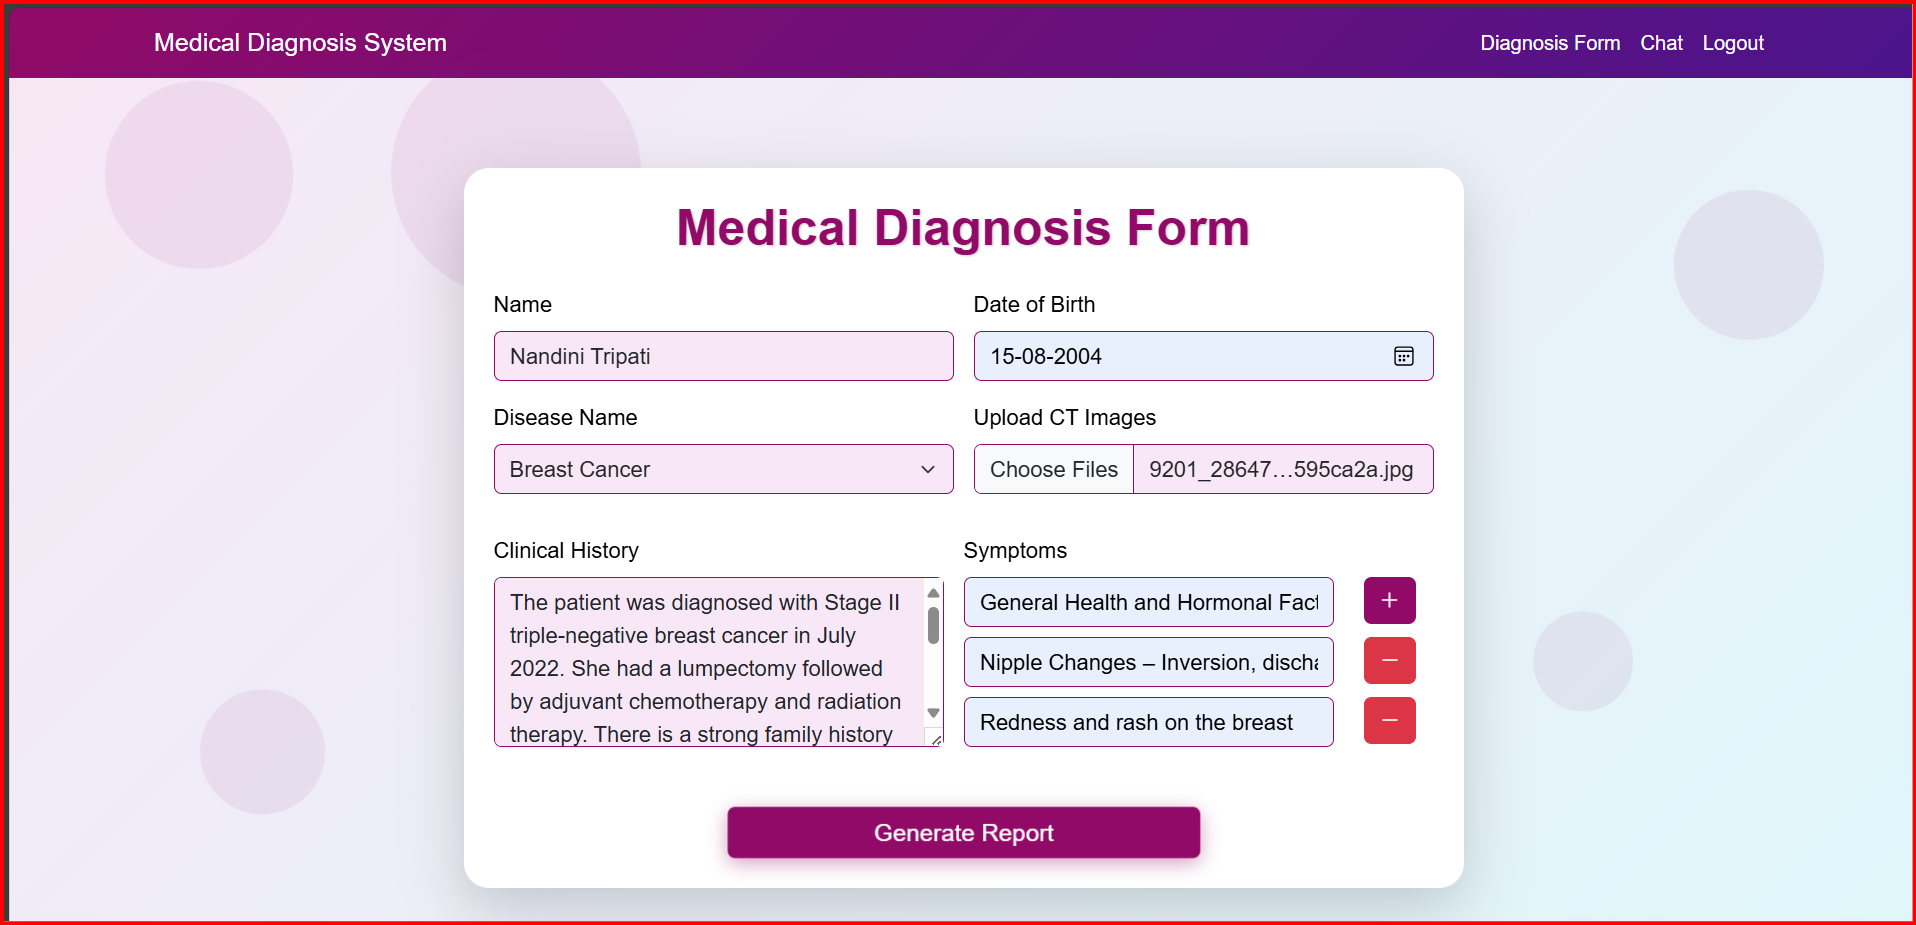 Medical Diagnosis System
Diagnosis Form Chat Logout
Medical Diagnosis Form
Name
Nandini Tripati
Date of Birth
15-08-2004
Disease Name
Breast Cancer
Upload CT Images
Choose Files 9201_28647…595ca2a.jpg
Clinical History
The patient was diagnosed with Stage II
triple-negative breast cancer in July
2022. She had a lumpectomy followed
by adjuvant chemotherapy and radiation
therapy. There is a strong family history
Symptoms
General Health and Hormonal Fact
Nipple Changes – Inversion, discha
Redness and rash on the breast
Generate Report